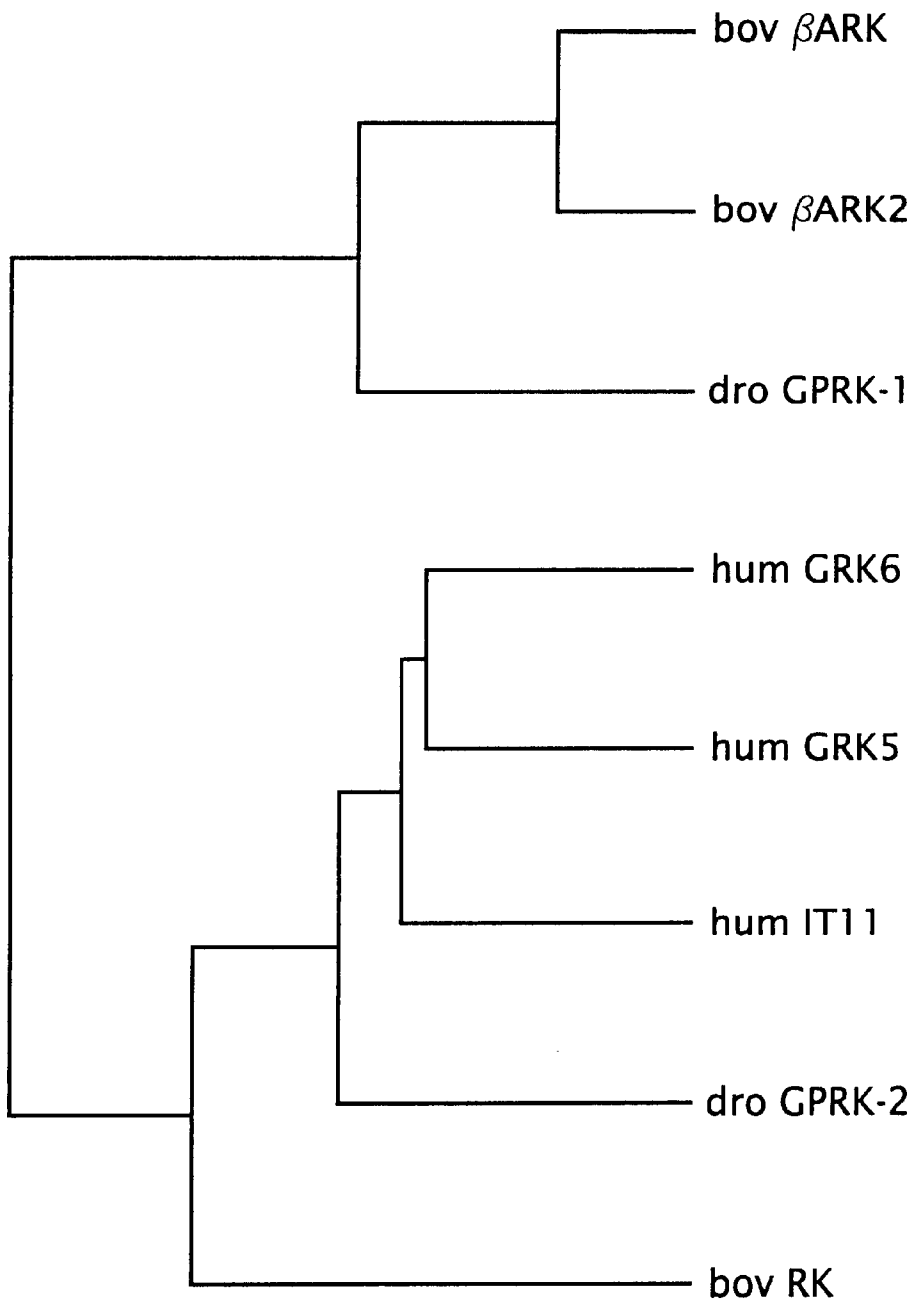 bov βARK
bov βARK2
dro GPRK-1
hum GRK6
hum GRK5
hum IT11
dro GPRK-2
bov RK